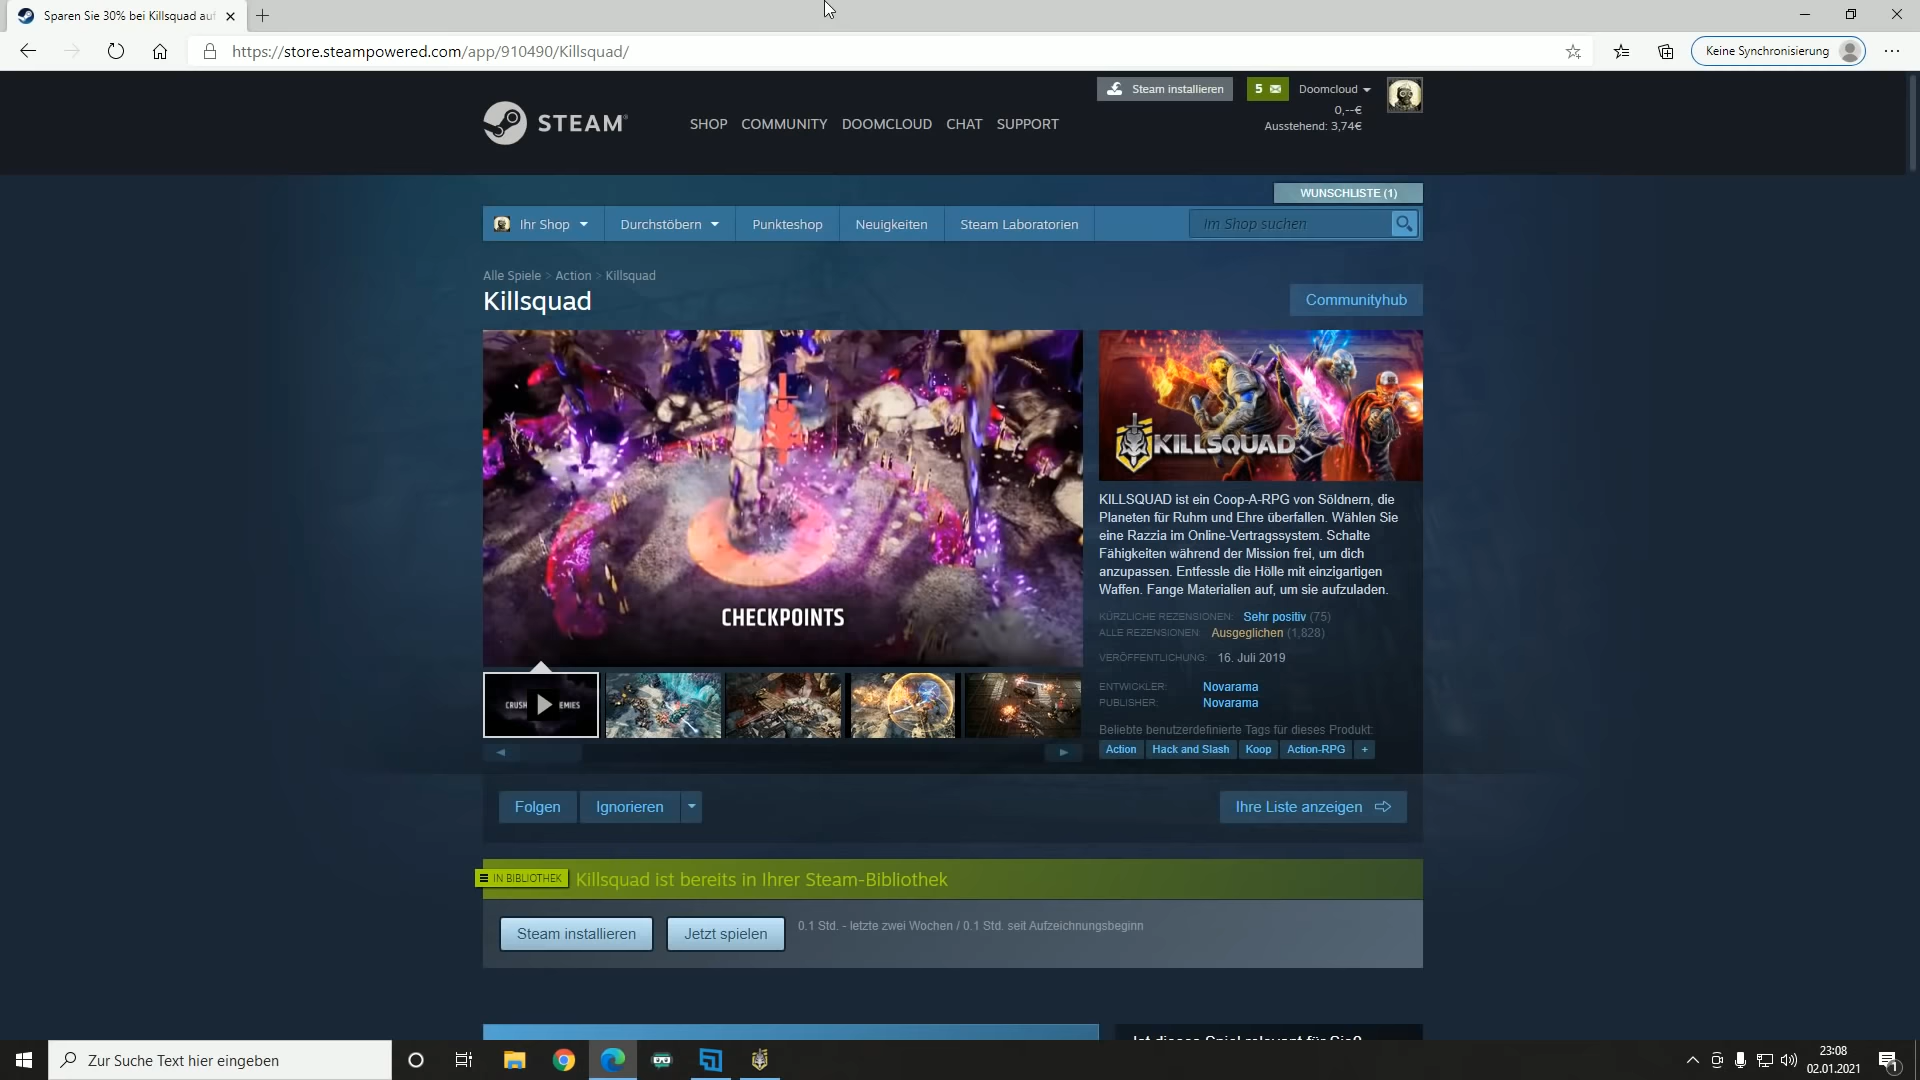 Sparen Sie 30% bei Killsquad auf
https://store.steampowered.com/app/910490/Killsquad/
Keine Synchronisierung
Steam installieren
5
Doomcloud
0,--€
Ausstehend: 3,74€
STEAM
SHOP COMMUNITY DOOMCLOUD CHAT SUPPORT
WUNSCHLISTE (1)
Ihr Shop Durchstöbern Punkteshop Neuigkeiten Steam Laboratorien Im Shop suchen
Alle Spiele > Action > Killsquad
Killsquad
Communityhub
CHECKPOINTS
KILLSQUAD
KILLSQUAD ist ein Coop-A-RPG von Söldnern, die
Planeten für Ruhm und Ehre überfallen. Wählen Sie
eine Razzia im Online-Vertragssystem. Schalte
Fähigkeiten während der Mission frei, um dich
anzupassen. Entfessle die Hölle mit einzigartigen
Waffen. Fange Materialien auf, um sie aufzuladen.
KÜRZLICHE REZENSIONEN: Sehr positiv (75)
ALLE REZENSIONEN: Ausgeglichen (1,828)
VERÖFFENTLICHUNG: 16. Juli 2019
ENTWICKLER: Novarama
PUBLISHER: Novarama
Beliebte benutzerdefinierte Tags für dieses Produkt:
Action Hack and Slash Koop Action-RPG +
CRUSH EMIES
Folgen Ignorieren Ihre Liste anzeigen
IN BIBLIOTHEK Killsquad ist bereits in Ihrer Steam-Bibliothek
Steam installieren Jetzt spielen 0.1 Std. - letzte zwei Wochen / 0.1 Std. seit Aufzeichnungsbeginn
Ist dieses Spiel relevant für Sie?
Zur Suche Text hier eingeben
23:08
02.01.2021
1